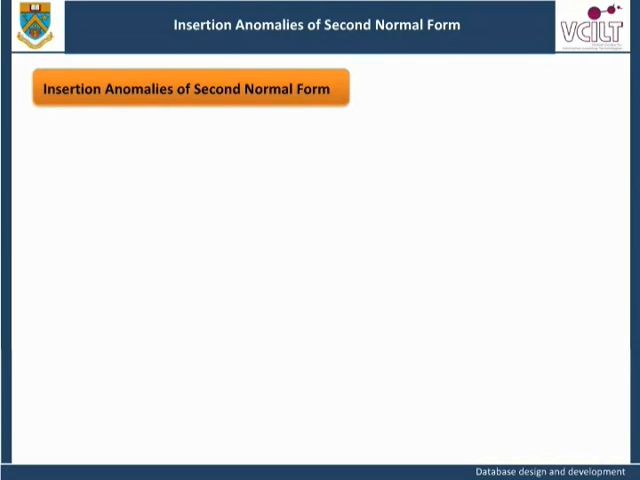 Insertion Anomalies of Second Normal Form
VCILT
Insertion Anomalies of Second Normal Form
Database design and development